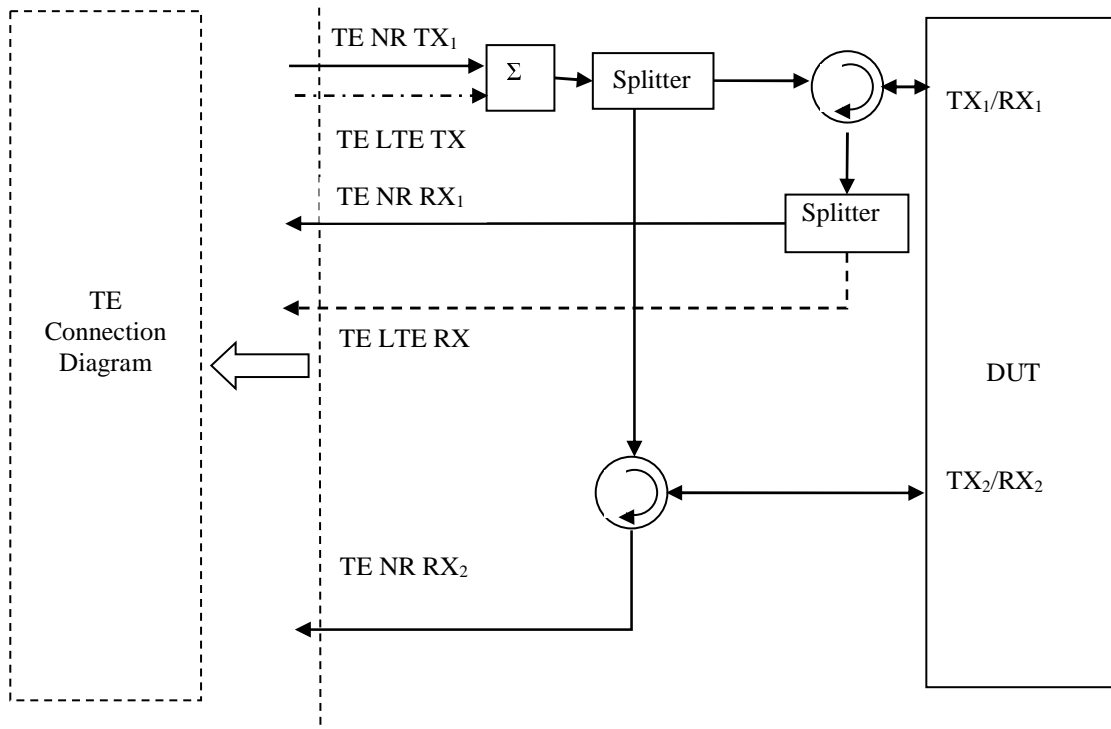 TE NR TX₁
Σ
Splitter
TX₁/RX₁
TE LTE TX
TE NR RX₁
Splitter
TE
Connection
Diagram
TE LTE RX
DUT
TX₂/RX₂
TE NR RX₂